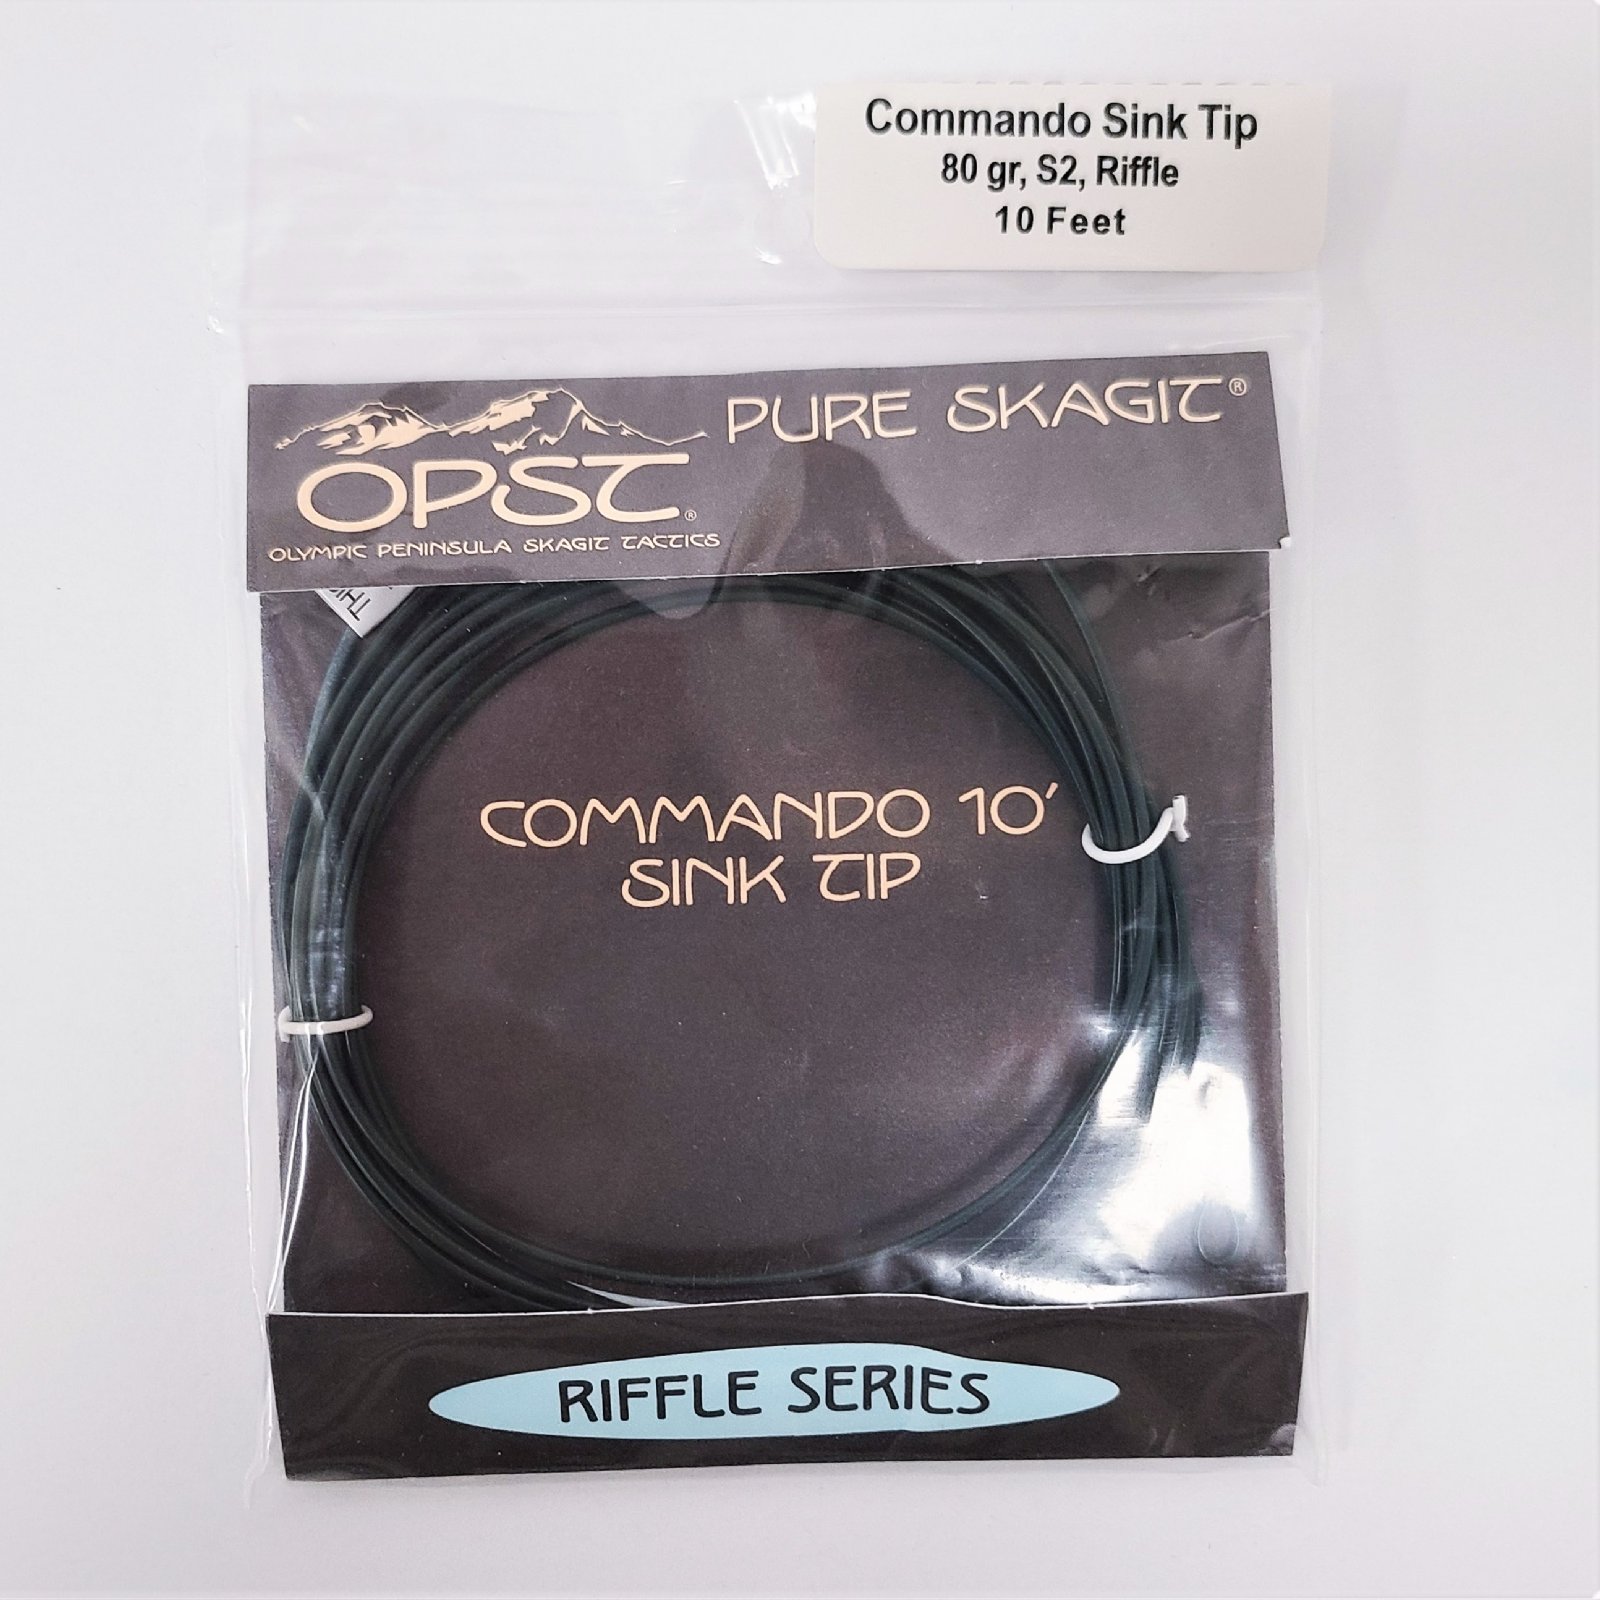 Commando Sink Tip
80 gr, S2, Riffle
10 Feet
PURE SKAGIT®
OPST®
OLYMPIC PENINSULA SKAGIT TACTICS
COMMANDO 10'
SINK TIP
RIFFLE SERIES